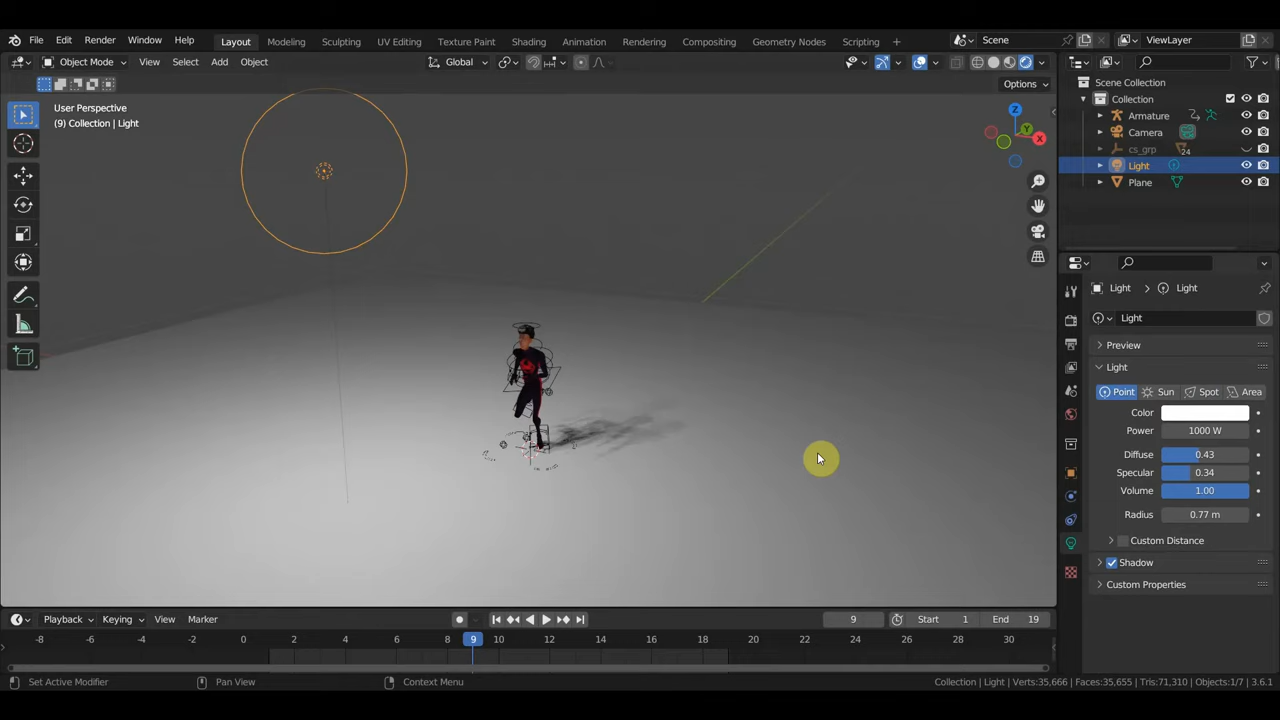 File Edit Render Window Help Layout Modeling Sculpting UV Editing Texture Paint Shading Animation Rendering Compositing Geometry Nodes Scripting + Scene ViewLayer
Object Mode View Select Add Object Global
Options
User Perspective
(9) Collection | Light
Z
Y
X
Scene Collection
Collection
Armature
Camera
cs_grp 24
Light
Plane
Light > Light
Light
Preview
Light
Point Sun Spot Area
Color
Power 1000 W
Diffuse 0.43
Specular 0.34
Volume 1.00
Radius 0.77 m
Custom Distance
Shadow
Custom Properties
Playback Keying View Marker 9 Start 1 End 19
-8 -6 -4 -2 0 2 4 6 8 9 10 11 12 14 16 18 20 22 24 26 28 30
Set Active Modifier Pan View Context Menu Collection | Light | Verts:35,666 | Faces:35,655 | Tris:71,310 | Objects:1/7 | 3.6.1